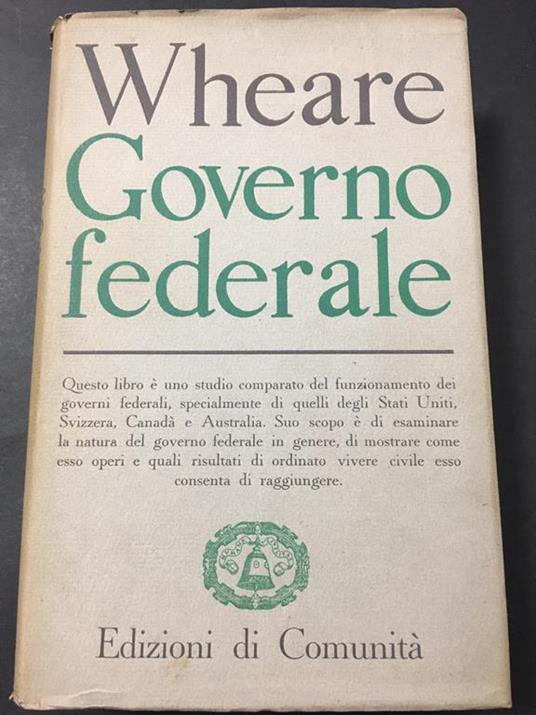 Wheare
Governo
federale
Questo libro è uno studio comparato del funzionamento dei
governi federali, specialmente di quelli degli Stati Uniti,
Svizzera, Canadà e Australia. Suo scopo è di esaminare
la natura del governo federale in genere, di mostrare come
esso operi e quali risultati di ordinato vivere civile esso
consenta di raggiungere.
Edizioni di Comunità